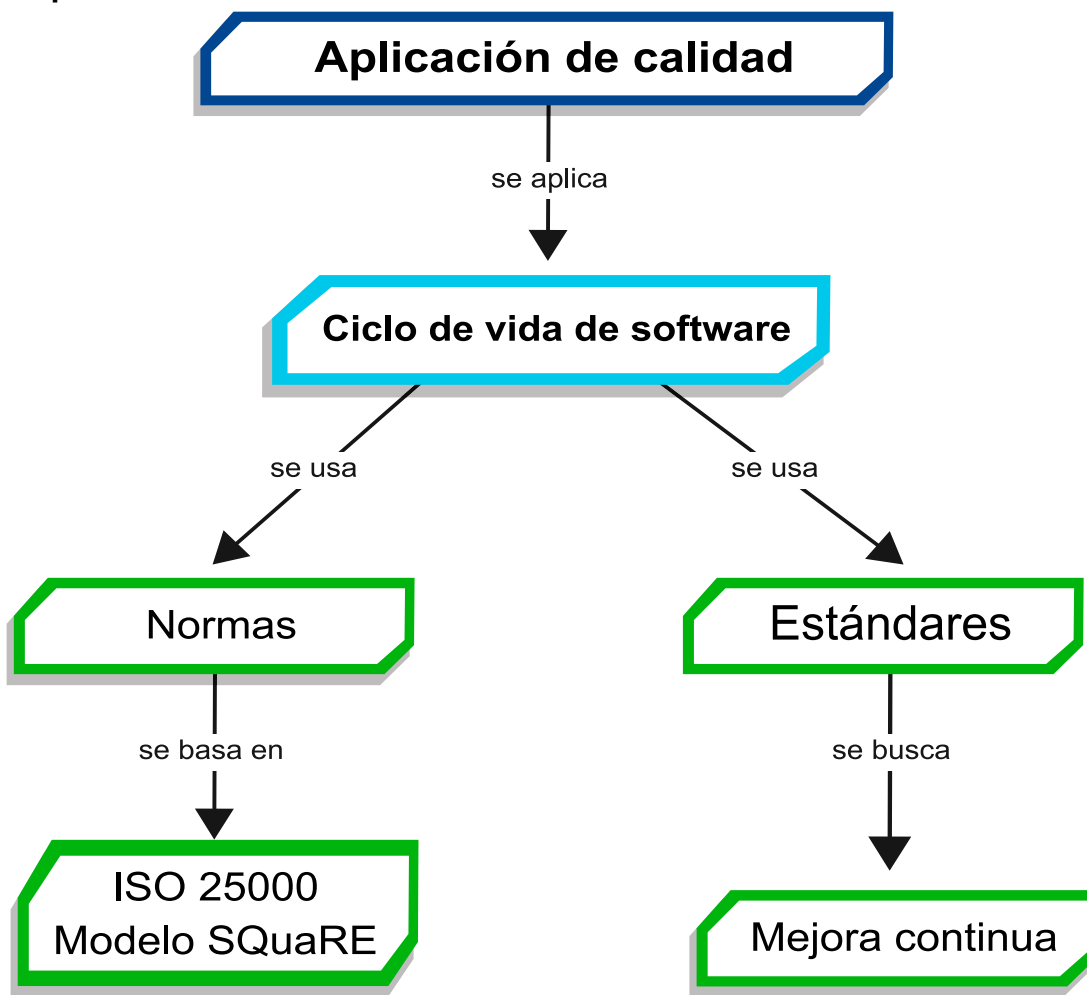 Aplicación de calidad
se aplica
Ciclo de vida de software
se usa
se usa
Normas
Estándares
se basa en
se busca
ISO 25000
Modelo SQuaRE
Mejora continua